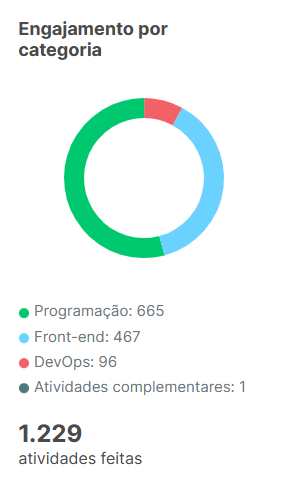 Engajamento por
categoria
Programação: 665
Front-end: 467
DevOps: 96
Atividades complementares: 1
1.229
atividades feitas